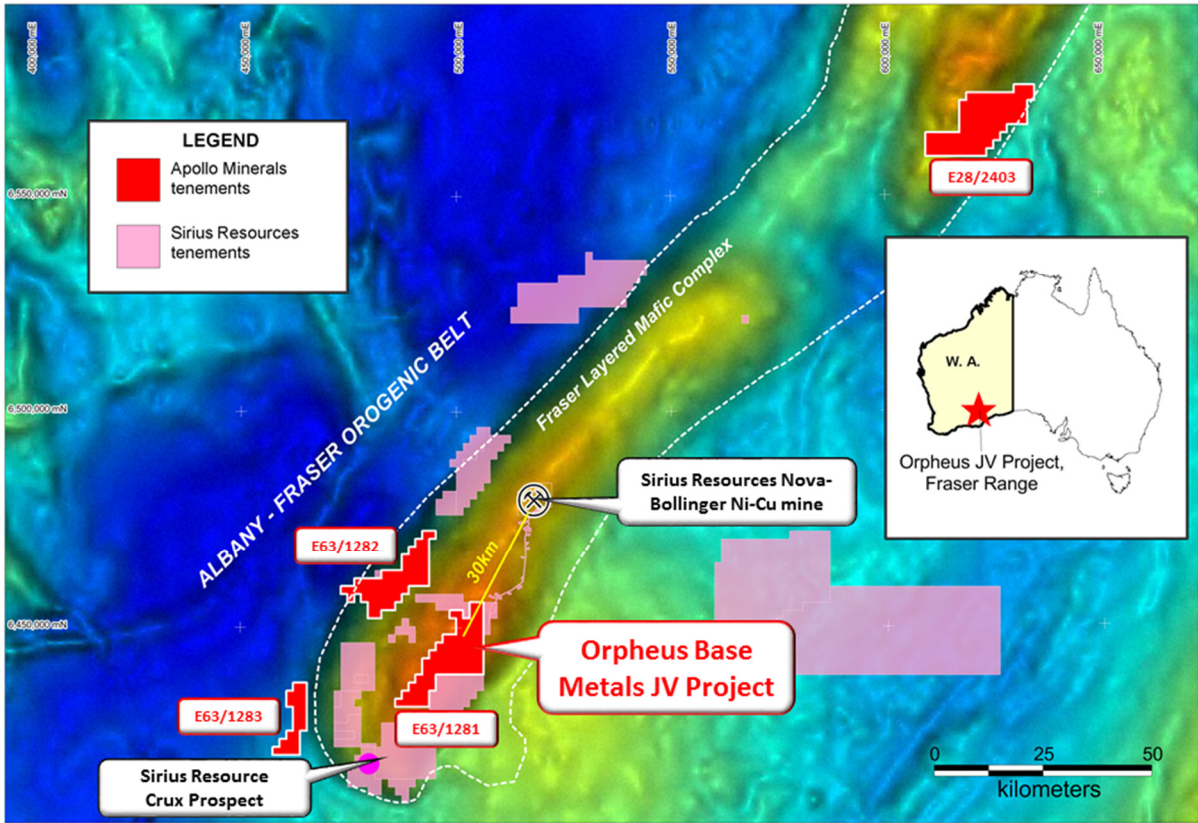 400,000 mE
450,000 mE
500,000 mE
550,000 mE
600,000 mE
650,000 mE
LEGEND
Apollo Minerals
tenements
Sirius Resources
tenements
6,550,000 mN
E28/2403
Fraser Layered Mafic Complex
ALBANY - FRASER OROGENIC BELT
W. A.
Orpheus JV Project,
Fraser Range
6,500,000 mN
Sirius Resources Nova-
Bollinger Ni-Cu mine
E63/1282
30km
6,450,000 mN
Orpheus Base
Metals JV Project
E63/1283
E63/1281
Sirius Resource
Crux Prospect
0 25 50
kilometers